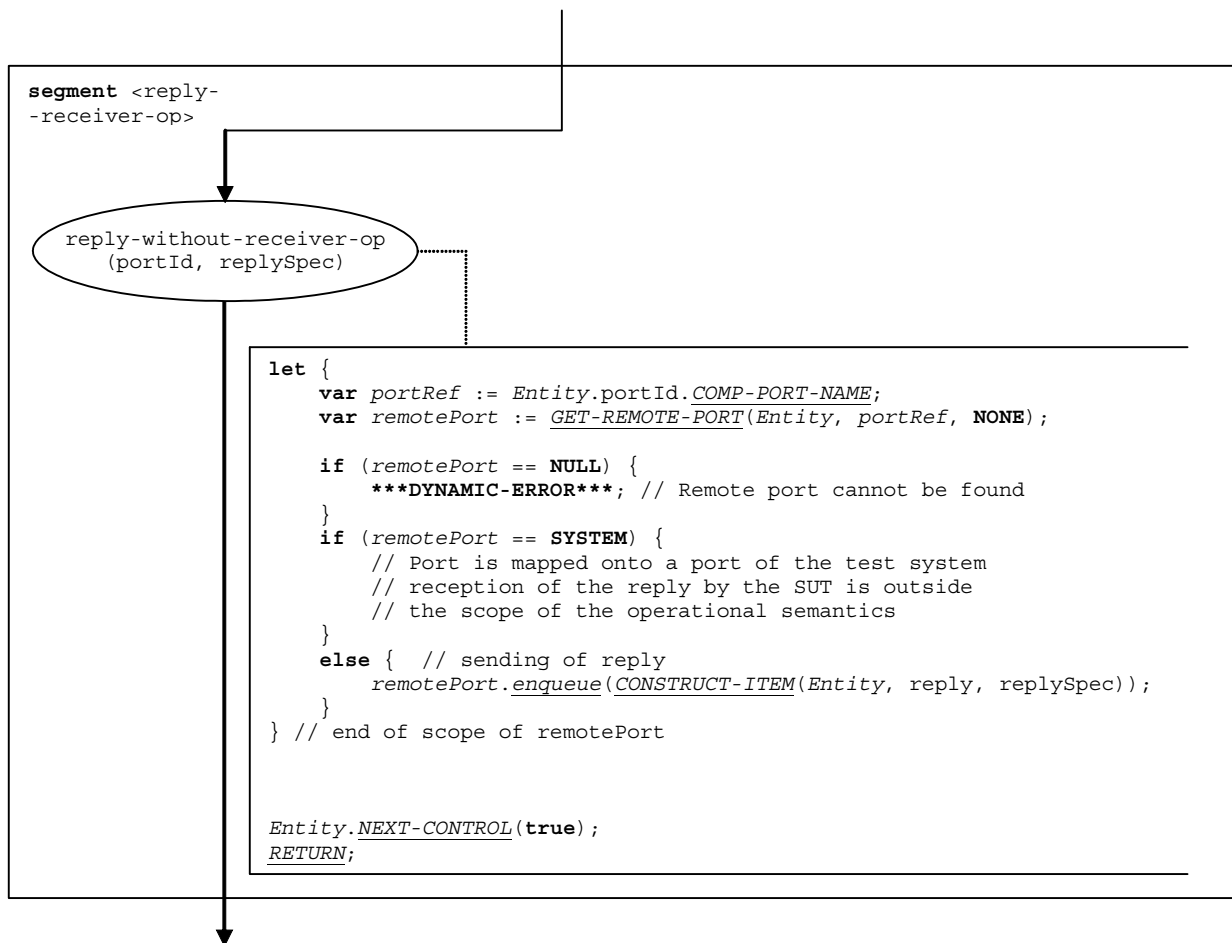 segment <reply-
-receiver-op>
reply-without-receiver-op
(portId, replySpec)
let {
var portRef := Entity.portId.COMP-PORT-NAME;
var remotePort := GET-REMOTE-PORT(Entity, portRef, NONE);
if (remotePort == NULL) {
***DYNAMIC-ERROR***; // Remote port cannot be found
}
if (remotePort == SYSTEM) {
// Port is mapped onto a port of the test system
// reception of the reply by the SUT is outside
// the scope of the operational semantics
}
else {  // sending of reply
remotePort.enqueue(CONSTRUCT-ITEM(Entity, reply, replySpec));
}
} // end of scope of remotePort
Entity.NEXT-CONTROL(true);
RETURN;